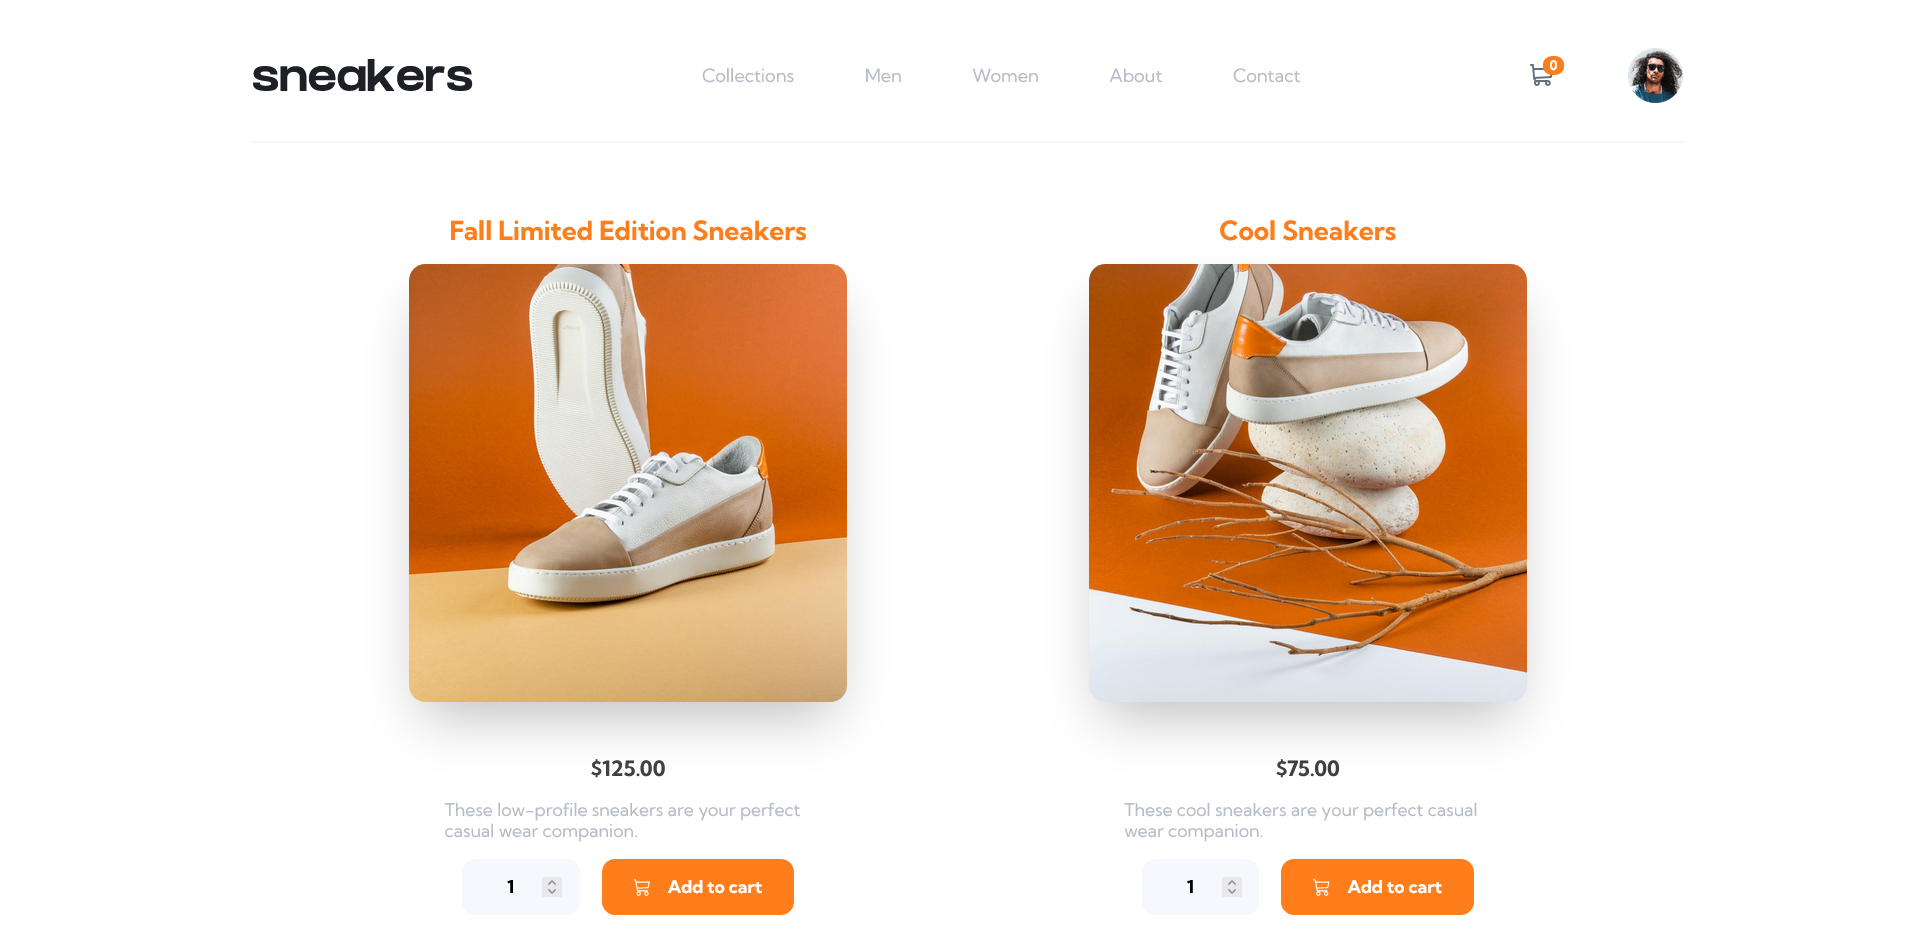 sneakers
Collections Men Women About Contact
0
Fall Limited Edition Sneakers
Cool Sneakers
$125.00
$75.00
These low-profile sneakers are your perfect
casual wear companion.
These cool sneakers are your perfect casual
wear companion.
1
Add to cart
1
Add to cart